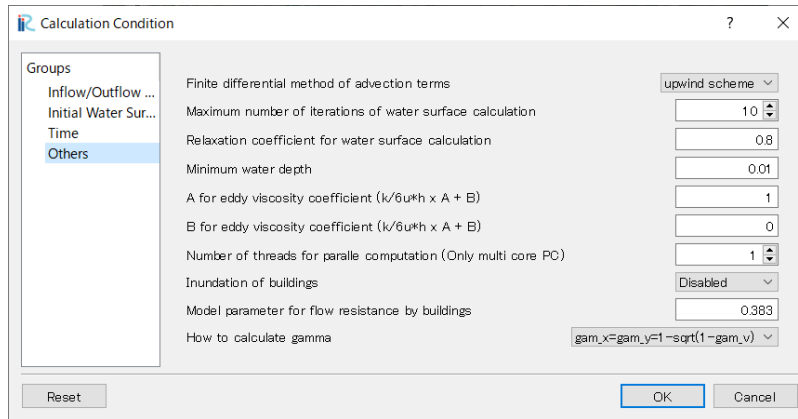 Calculation Condition
?
Groups
Inflow/Outflow ...
Initial Water Sur...
Time
Others
Finite differential method of advection terms
upwind scheme
Maximum number of iterations of water surface calculation
10
Relaxation coefficient for water surface calculation
0.8
Minimum water depth
0.01
A for eddy viscosity coefficient (k/6u*h x A + B)
1
B for eddy viscosity coefficient (k/6u*h x A + B)
0
Number of threads for paralle computation (Only multi core PC)
1
Inundation of buildings
Disabled
Model parameter for flow resistance by buildings
0.383
How to calculate gamma
gam_x=gam_y=1-sqrt(1-gam_v)
Reset
OK
Cancel